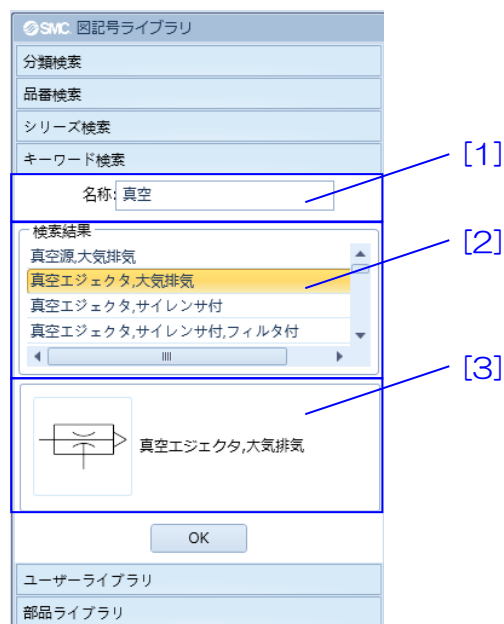 SMC 図記号ライブラリ
分類検索
品番検索
シリーズ検索
キーワード検索
[1]
名称: 真空
検索結果
[2]
真空源,大気排気
真空エジェクタ,大気排気
真空エジェクタ,サイレンサ付
真空エジェクタ,サイレンサ付,フィルタ付
[3]
真空エジェクタ,大気排気
OK
ユーザーライブラリ
部品ライブラリ